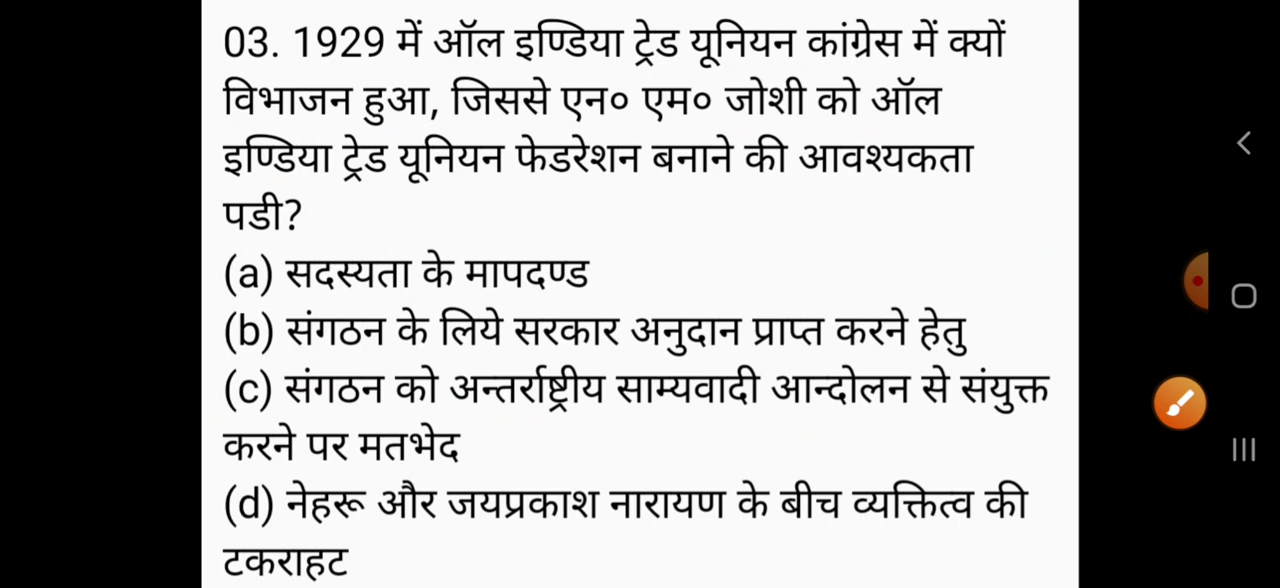 03. 1929 में ऑल इण्डिया ट्रेड यूनियन कांग्रेस में क्यों
विभाजन हुआ, जिससे एन० एम० जोशी को ऑल
इण्डिया ट्रेड यूनियन फेडरेशन बनाने की आवश्यकता
पडी?
(a) सदस्यता के मापदण्ड
(b) संगठन के लिये सरकार अनुदान प्राप्त करने हेतु
(c) संगठन को अन्तर्राष्ट्रीय साम्यवादी आन्दोलन से संयुक्त
करने पर मतभेद
(d) नेहरू और जयप्रकाश नारायण के बीच व्यक्तित्व की
टकराहट